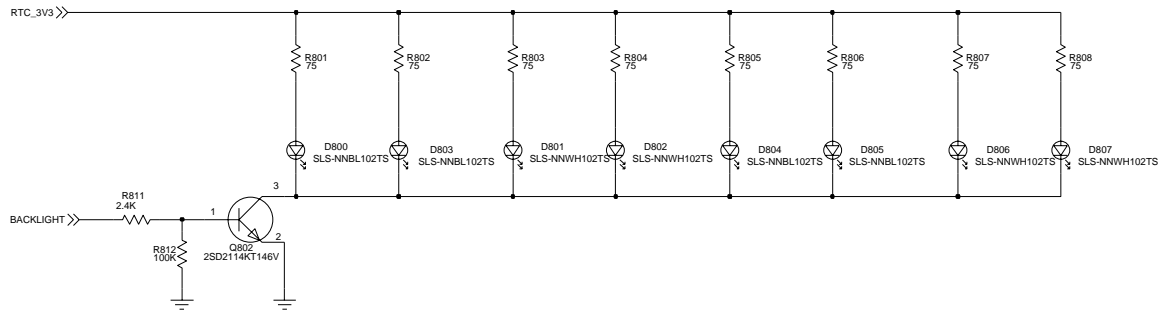 RTC_3V3
R801
75
R802
75
R803
75
R804
75
R805
75
R806
75
R807
75
R808
75
D800
SLS-NNBL102TS
D803
SLS-NNBL102TS
D801
SLS-NNWH102TS
D802
SLS-NNWH102TS
D804
SLS-NNBL102TS
D805
SLS-NNBL102TS
D806
SLS-NNWH102TS
D807
SLS-NNWH102TS
BACKLIGHT
R811
2.4K
R812
100K
1
3
2
Q802
2SD2114KT146V